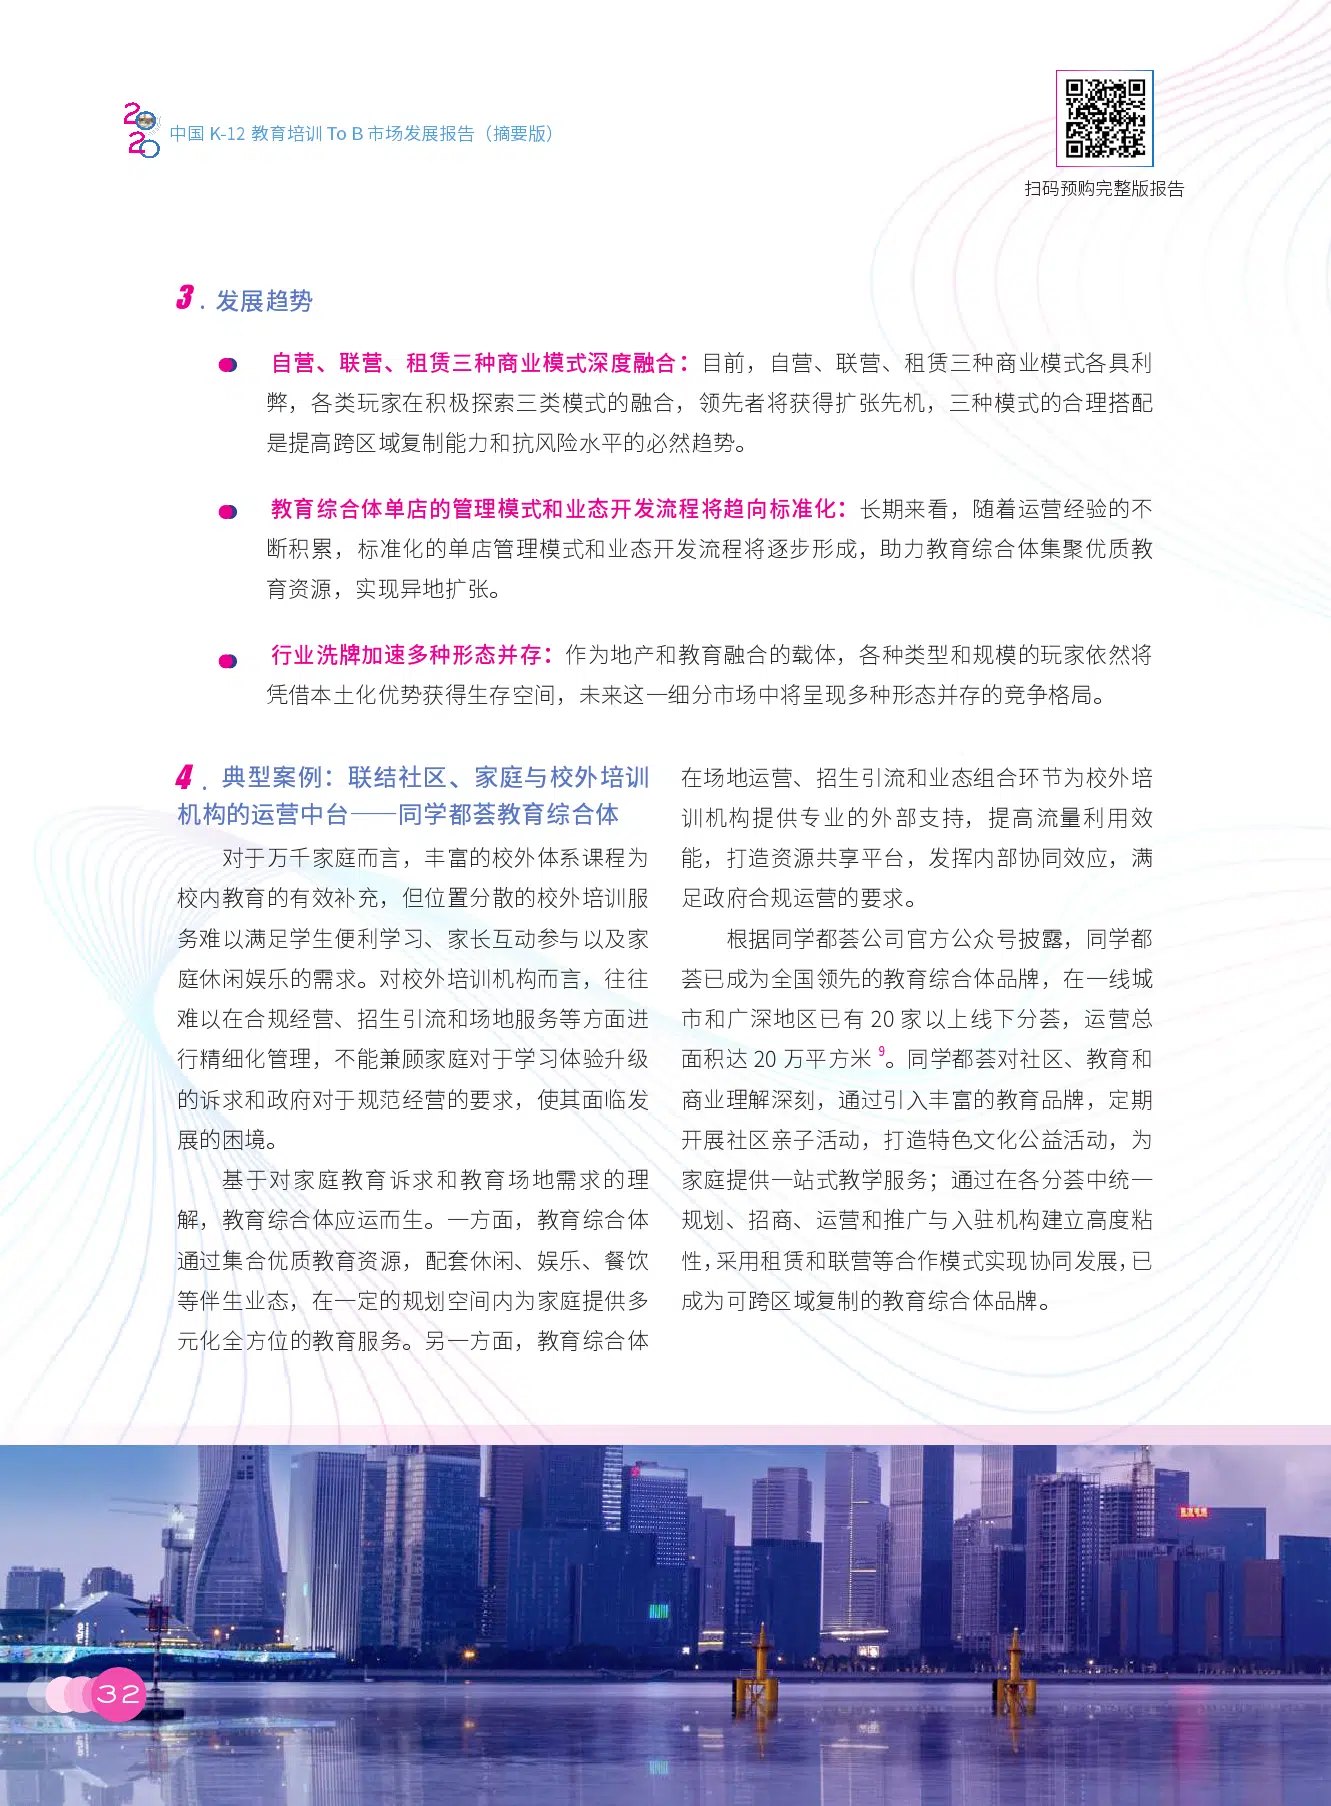 2020
中国 K-12 教育培训 To B 市场发展报告（摘要版）
扫码预购完整版报告
3 . 发展趋势
自营、联营、租赁三种商业模式深度融合：目前，自营、联营、租赁三种商业模式各具利
弊，各类玩家在积极探索三类模式的融合，领先者将获得扩张先机，三种模式的合理搭配
是提高跨区域复制能力和抗风险水平的必然趋势。
教育综合体单店的管理模式和业态开发流程将趋向标准化：长期来看，随着运营经验的不
断积累，标准化的单店管理模式和业态开发流程将逐步形成，助力教育综合体集聚优质教
育资源，实现异地扩张。
行业洗牌加速多种形态并存：作为地产和教育融合的载体，各种类型和规模的玩家依然将
凭借本土化优势获得生存空间，未来这一细分市场中将呈现多种形态并存的竞争格局。
4 . 典型案例：联结社区、家庭与校外培训
机构的运营中台——同学都荟教育综合体
对于万千家庭而言，丰富的校外体系课程为
校内教育的有效补充，但位置分散的校外培训服
务难以满足学生便利学习、家长互动参与以及家
庭休闲娱乐的需求。对校外培训机构而言，往往
难以在合规经营、招生引流和场地服务等方面进
行精细化管理，不能兼顾家庭对于学习体验升级
的诉求和政府对于规范经营的要求，使其面临发
展的困境。
基于对家庭教育诉求和教育场地需求的理
解，教育综合体应运而生。一方面，教育综合体
通过集合优质教育资源，配套休闲、娱乐、餐饮
等伴生业态，在一定的规划空间内为家庭提供多
元化全方位的教育服务。另一方面，教育综合体
在场地运营、招生引流和业态组合环节为校外培
训机构提供专业的外部支持，提高流量利用效
能，打造资源共享平台，发挥内部协同效应，满
足政府合规运营的要求。
根据同学都荟公司官方公众号披露，同学都
荟已成为全国领先的教育综合体品牌，在一线城
市和广深地区已有 20 家以上线下分荟，运营总
面积达 20 万平方米 9。同学都荟对社区、教育和
商业理解深刻，通过引入丰富的教育品牌，定期
开展社区亲子活动，打造特色文化公益活动，为
家庭提供一站式教学服务；通过在各分荟中统一
规划、招商、运营和推广与入驻机构建立高度粘
性，采用租赁和联营等合作模式实现协同发展，已
成为可跨区域复制的教育综合体品牌。
32